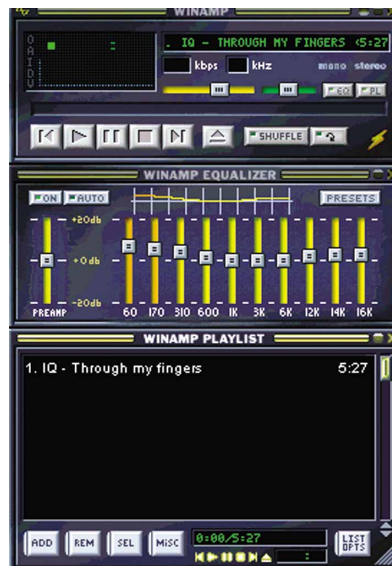 WINAMP
O
A
I
D
V
. IQ - THROUGH MY FINGERS <5:27
kbps kHz mono stereo
EQ PL
SHUFFLE
WINAMP EQUALIZER
ON AUTO PRESETS
+20db
+0db
-20db
PREAMP 60 170 310 600 1K 3K 6K 12K 14K 16K
WINAMP PLAYLIST
1. IQ - Through my fingers 5:27
ADD REM SEL MISC 0:00/5:27 LIST OPTS
: